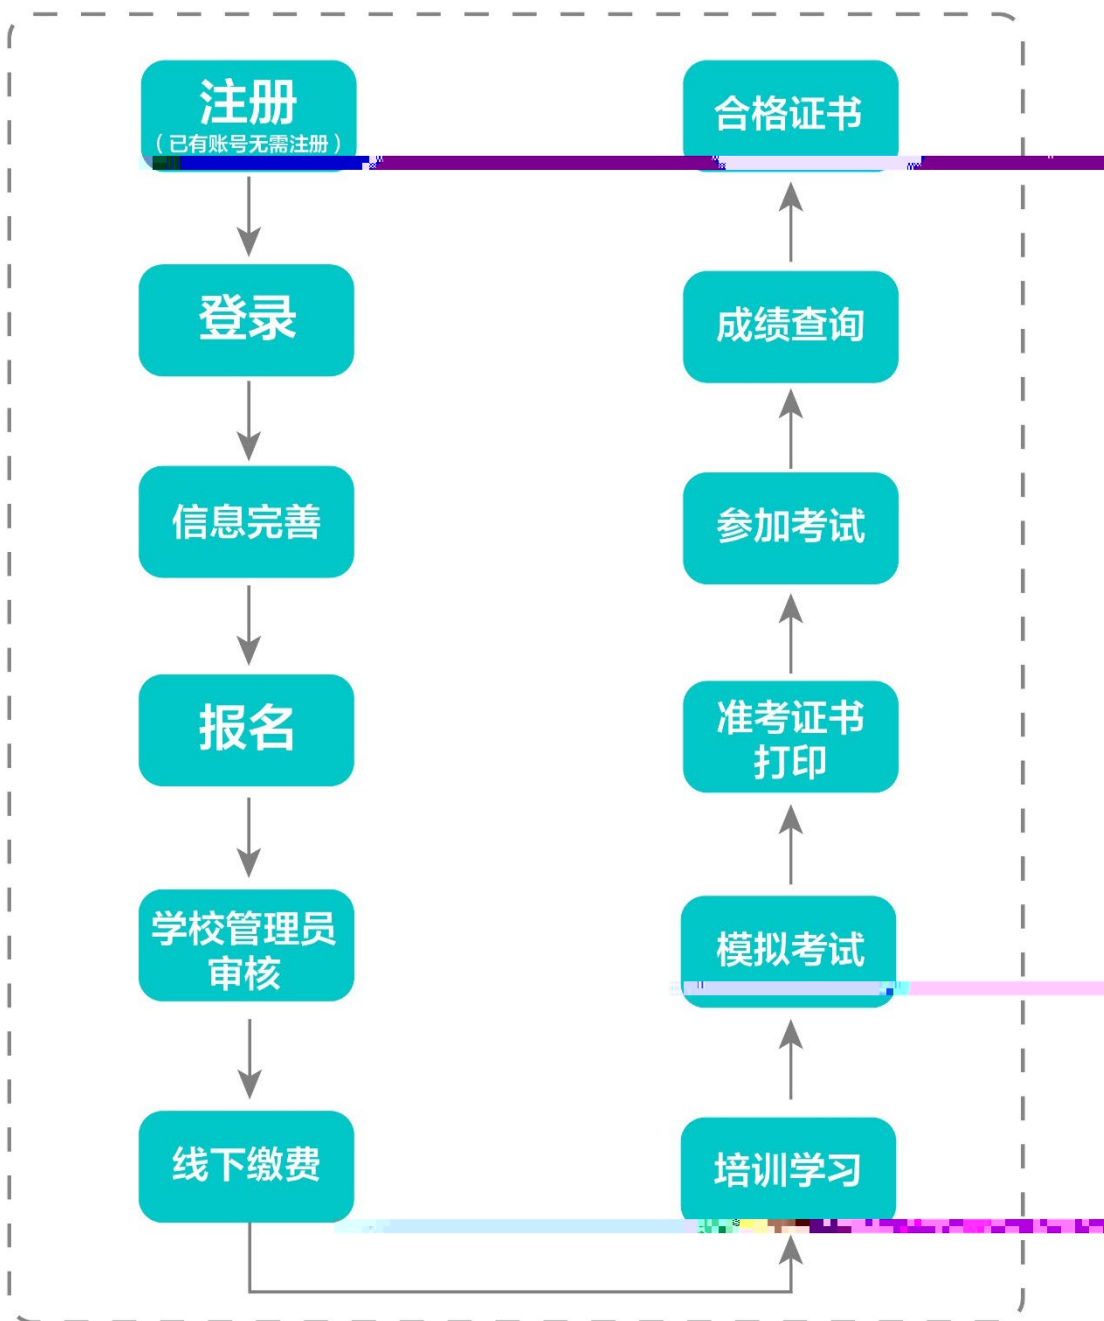 注册
（已有账号无需注册）
登录
信息完善
报名
学校管理员
审核
线下缴费
培训学习
模拟考试
准考证书
打印
参加考试
成绩查询
合格证书